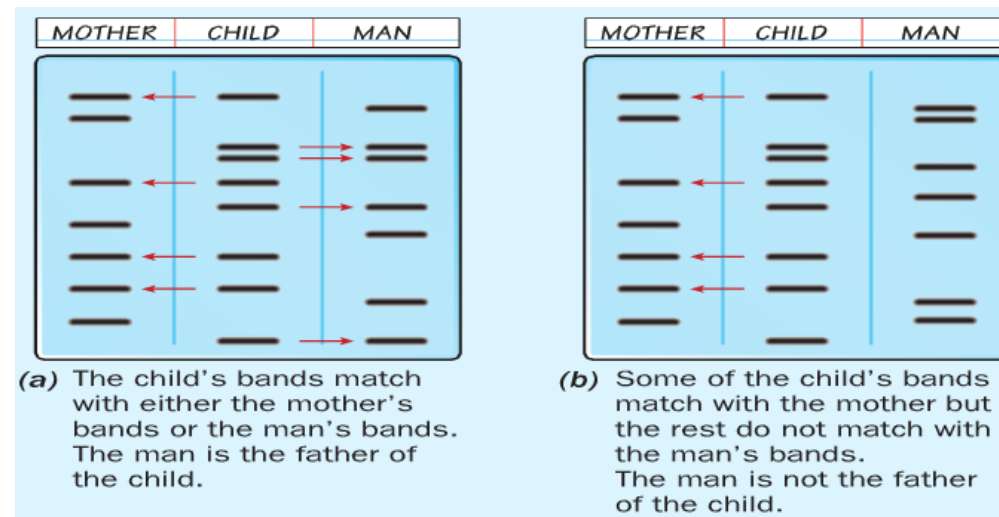 MOTHER CHILD MAN
(a) The child's bands match
with either the mother's
bands or the man's bands.
The man is the father of
the child.
MOTHER CHILD MAN
(b) Some of the child's bands
match with the mother but
the rest do not match with
the man's bands.
The man is not the father
of the child.